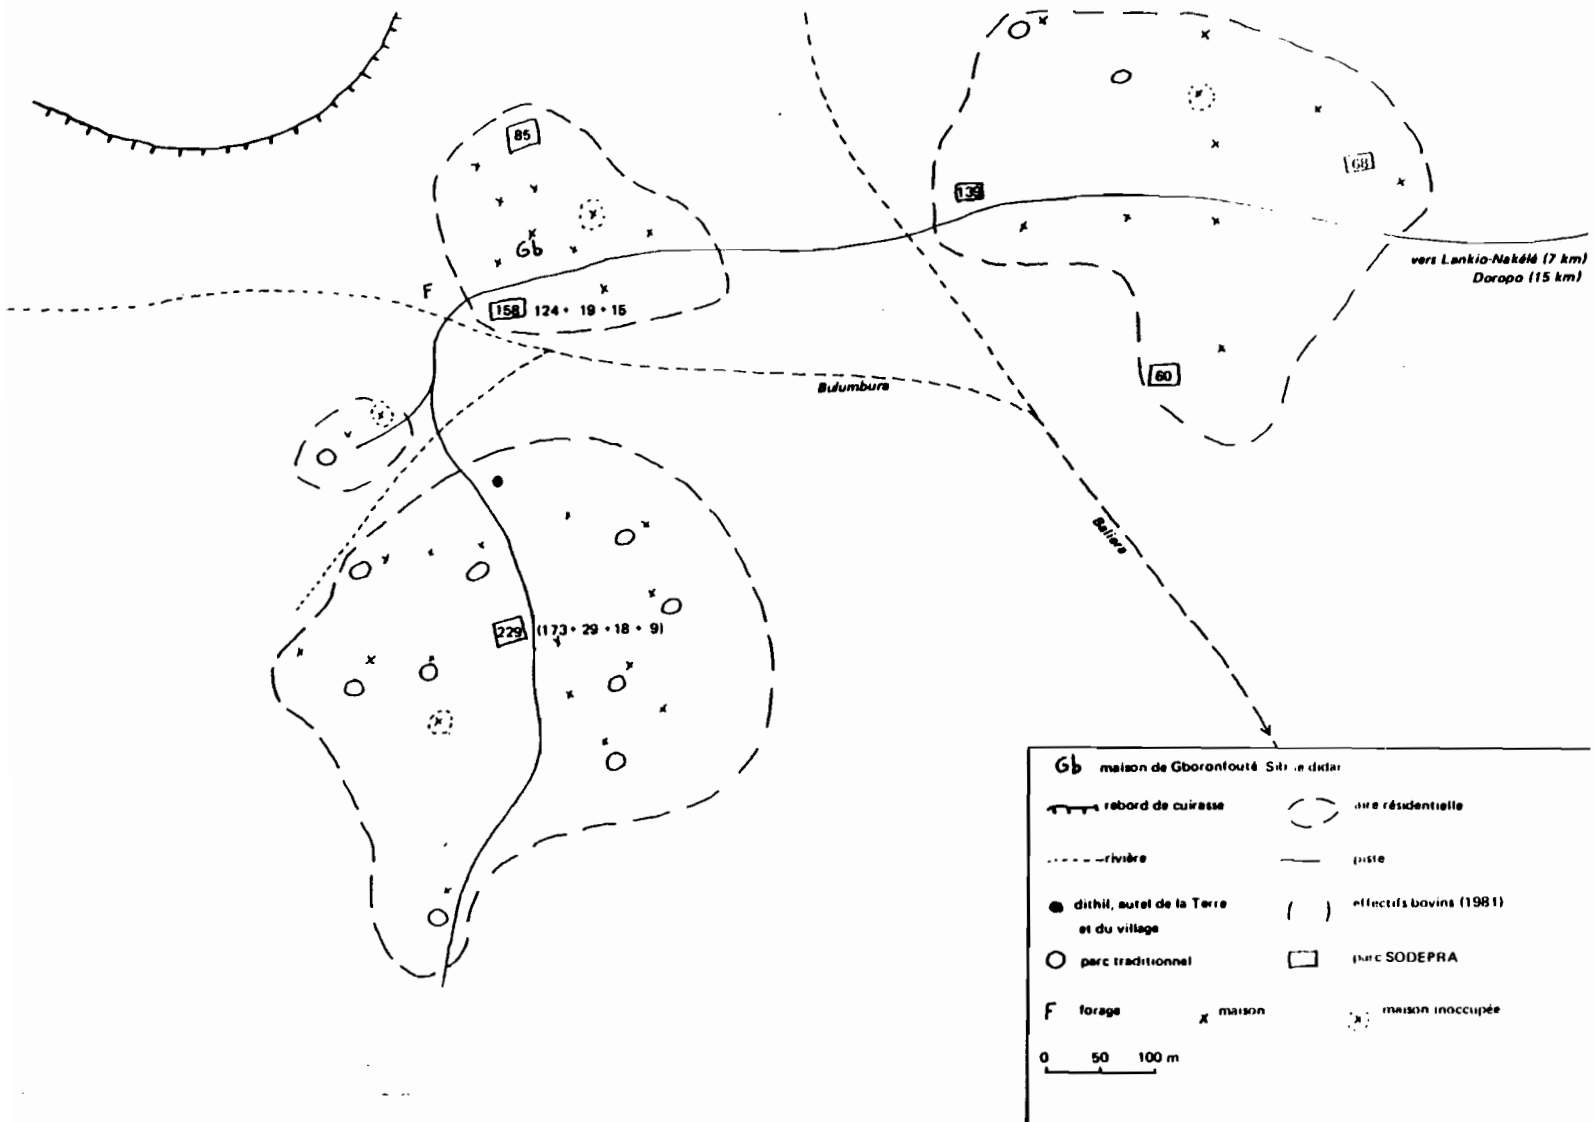 85
139
68
Gb
F
158 124 + 19 + 15
vers Lankio-Nakélé (7 km)
Doropo (15 km)
60
Bulumbura
Baliera
229 (173 + 29 + 18 + 9)
Gb maison de Gboronfouté
rebord de cuirasse
aire résidentielle
rivière
piste
dithil, autel de la Terre
et du village
( ) effectifs bovins (1981)
parc traditionnel
parc SODEPRA
F forage
x maison
x maison inoccupée
0 50 100 m